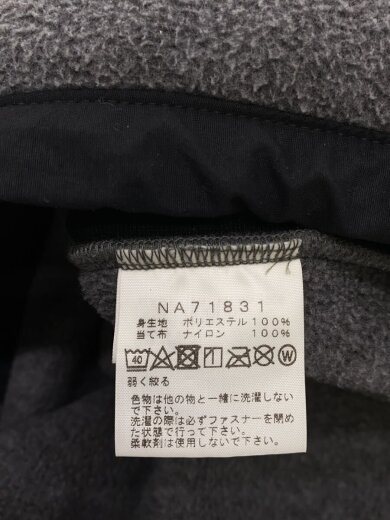 NA71831
身生地 ポリエステル100%
当て布 ナイロン 100%
40 W
弱く絞る
色物は他の物と一緒に洗濯しない
で下さい。
洗濯の際は必ずファスナーを閉め
た状態で行って下さい。
柔軟剤は使用しないで下さい。